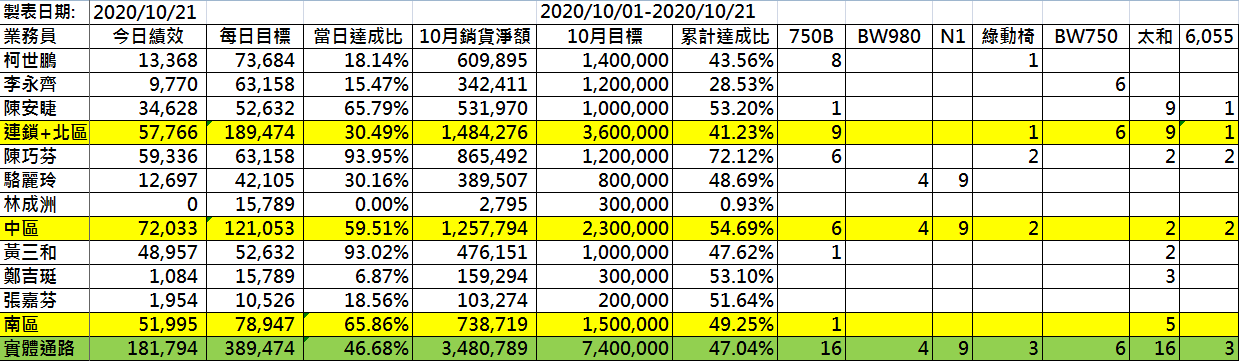 製表日期: 2020/10/21 2020/10/01-2020/10/21
業務員 今日績效 每日目標 當日達成比 10月銷貨淨額 10月目標 累計達成比 750B BW980 N1 綠動椅 BW750 太和 6,055
柯世鵬 13,368 73,684 18.14% 609,895 1,400,000 43.56% 8 1
李永齊 9,770 63,158 15.47% 342,411 1,200,000 28.53% 6
陳安睫 34,628 52,632 65.79% 531,970 1,000,000 53.20% 1 9 1
連鎖+北區 57,766 189,474 30.49% 1,484,276 3,600,000 41.23% 9 1 6 9 1
陳巧芬 59,336 63,158 93.95% 865,492 1,200,000 72.12% 6 2 2 2
駱麗玲 12,697 42,105 30.16% 389,507 800,000 48.69% 4 9
林成洲 0 15,789 0.00% 2,795 300,000 0.93%
中區 72,033 121,053 59.51% 1,257,794 2,300,000 54.69% 6 4 9 2 2 2
黃三和 48,957 52,632 93.02% 476,151 1,000,000 47.62% 1 2
鄭吉珽 1,084 15,789 6.87% 159,294 300,000 53.10% 3
張嘉芬 1,954 10,526 18.56% 103,274 200,000 51.64%
南區 51,995 78,947 65.86% 738,719 1,500,000 49.25% 1 5
實體通路 181,794 389,474 46.68% 3,480,789 7,400,000 47.04% 16 4 9 3 6 16 3